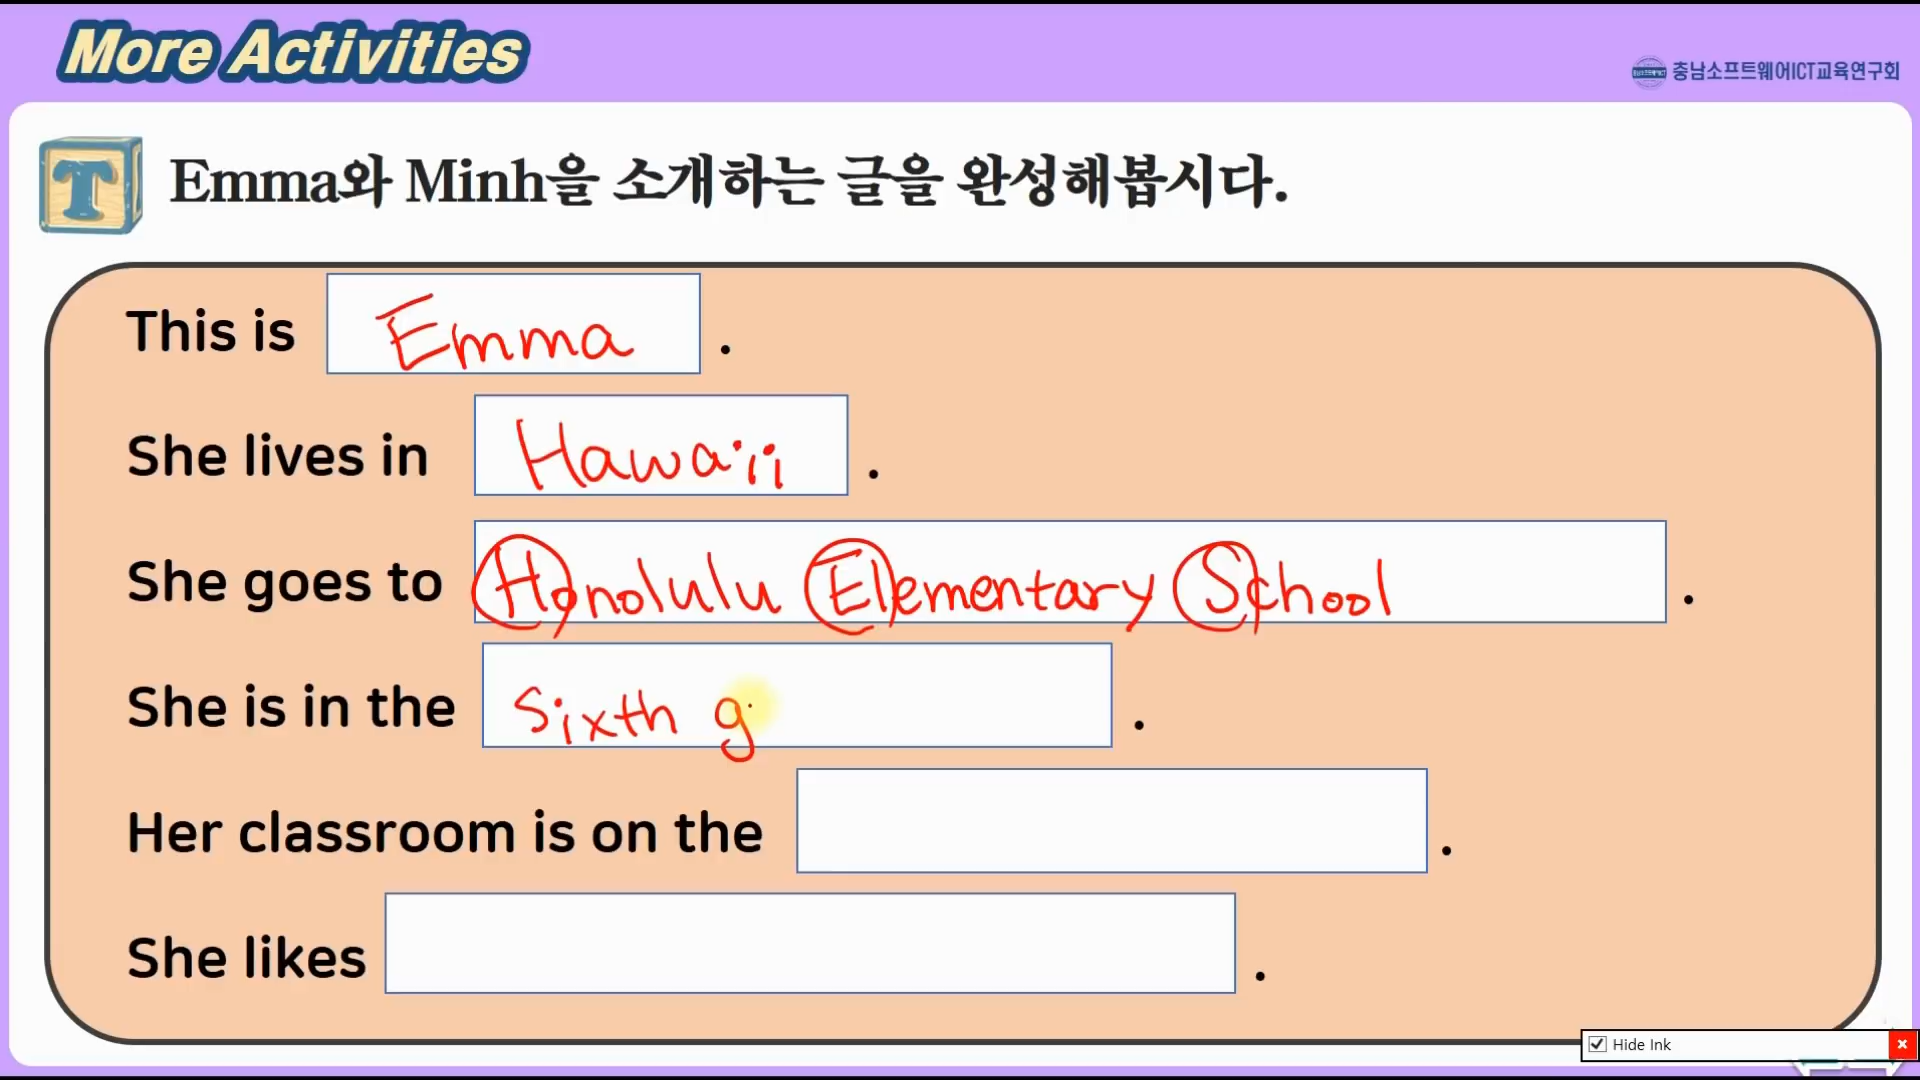 More Activities
충남소프트웨어ICT교육연구회
T Emma와 Minh을 소개하는 글을 완성해봅시다.
This is Emma .
She lives in Hawaii .
She goes to Honolulu Elementary School .
She is in the sixth g .
Her classroom is on the .
She likes .
Hide Ink